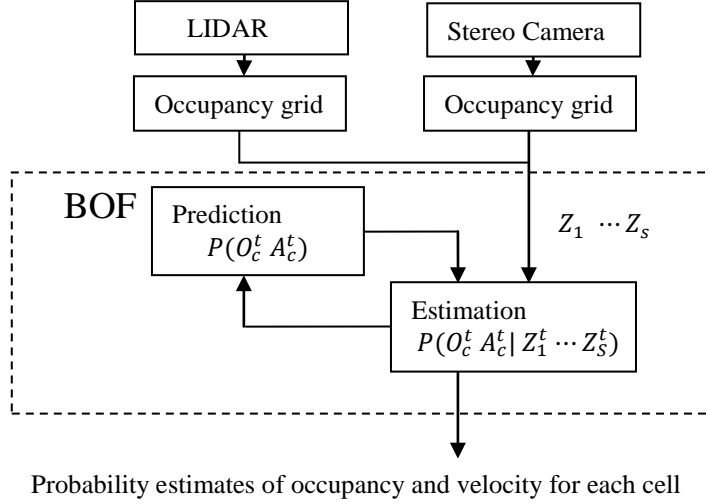 LIDAR
Stereo Camera
Occupancy grid
Occupancy grid
BOF
Prediction
P(O_c^t A_c^t)
Z_1 ⋯ Z_s
Estimation
P(O_c^t A_c^t | Z_1^t ⋯ Z_S^t)
Probability estimates of occupancy and velocity for each cell